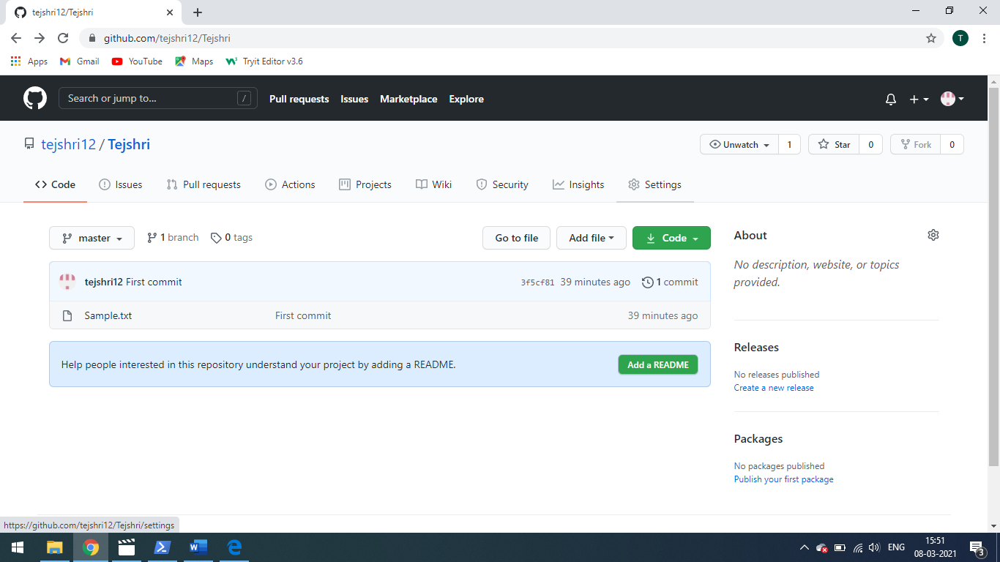 tejshri12/Tejshri
github.com/tejshri12/Tejshri
Apps Gmail YouTube Maps Tryit Editor v3.6
Search or jump to... / Pull requests Issues Marketplace Explore
tejshri12 / Tejshri Unwatch 1 Star 0 Fork 0
Code Issues Pull requests Actions Projects Wiki Security Insights Settings
master 1 branch 0 tags Go to file Add file Code
About
No description, website, or topics
provided.
tejshri12 First commit 3f5cf81 39 minutes ago 1 commit
Sample.txt First commit 39 minutes ago
Help people interested in this repository understand your project by adding a README. Add a README
Releases
No releases published
Create a new release
Packages
No packages published
Publish your first package
https://github.com/tejshri12/Tejshri/settings
ENG 15:51
08-03-2021
3
T